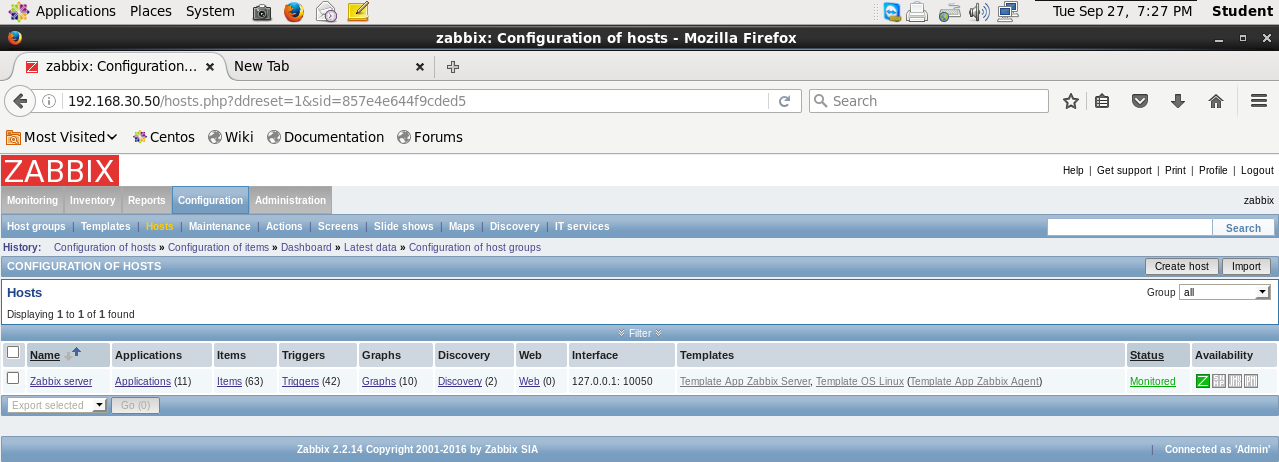 Applications Places System Tue Sep 27, 7:27 PM Student
zabbix: Configuration of hosts - Mozilla Firefox
zabbix: Configuration... New Tab
192.168.30.50/hosts.php?ddreset=1&sid=857e4e644f9cded5 Search
Most Visited Centos Wiki Documentation Forums
ZABBIX Help | Get support | Print | Profile | Logout
Monitoring Inventory Reports Configuration Administration zabbix
Host groups | Templates | Hosts | Maintenance | Actions | Screens | Slide shows | Maps | Discovery | IT services Search
History: Configuration of hosts » Configuration of items » Dashboard » Latest data » Configuration of host groups
CONFIGURATION OF HOSTS Create host Import
Hosts Group all
Displaying 1 to 1 of 1 found
Filter
Name Applications Items Triggers Graphs Discovery Web Interface Templates Status Availability
Zabbix server Applications (11) Items (63) Triggers (42) Graphs (10) Discovery (2) Web (0) 127.0.0.1: 10050 Template App Zabbix Server, Template OS Linux (Template App Zabbix Agent) Monitored Z
Export selected Go (0)
Zabbix 2.2.14 Copyright 2001-2016 by Zabbix SIA | Connected as 'Admin'